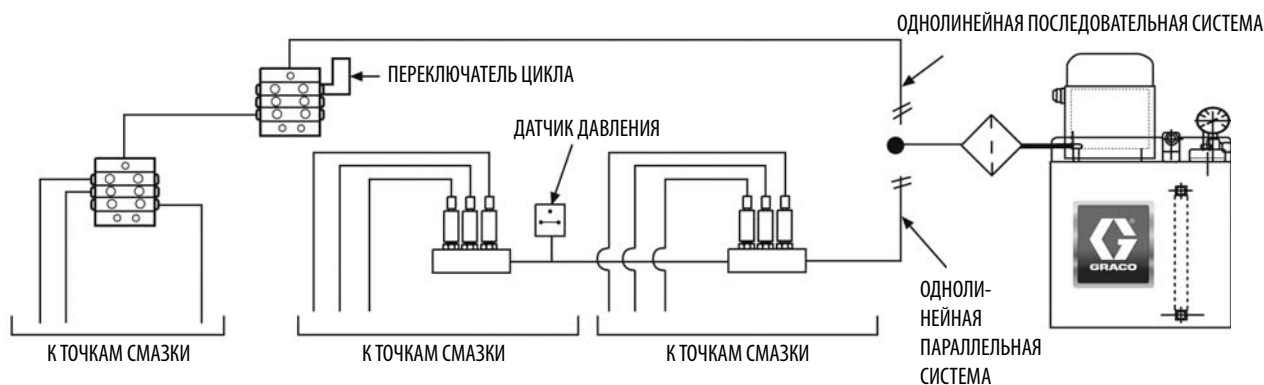 ОДНОЛИНЕЙНАЯ ПОСЛЕДОВАТЕЛЬНАЯ СИСТЕМА
ПЕРЕКЛЮЧАТЕЛЬ ЦИКЛА
ДАТЧИК ДАВЛЕНИЯ
GRACO
ОДНОЛИ-
НЕЙНАЯ
ПАРАЛЛЕЛЬНАЯ
СИСТЕМА
К ТОЧКАМ СМАЗКИ
К ТОЧКАМ СМАЗКИ
К ТОЧКАМ СМАЗКИ